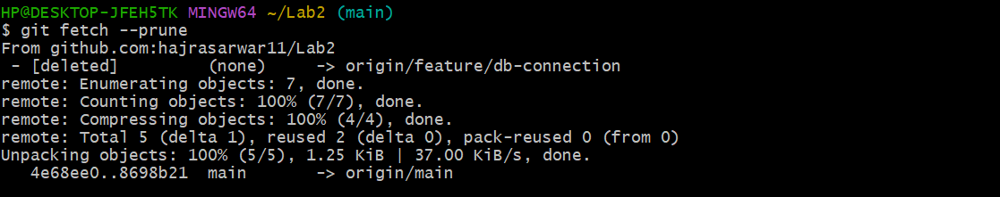 HP@DESKTOP-JFEH5TK MINGW64 ~/Lab2 (main)
$ git fetch --prune
From github.com:hajrasarwar11/Lab2
 - [deleted]         (none)     -> origin/feature/db-connection
remote: Enumerating objects: 7, done.
remote: Counting objects: 100% (7/7), done.
remote: Compressing objects: 100% (4/4), done.
remote: Total 5 (delta 1), reused 2 (delta 0), pack-reused 0 (from 0)
Unpacking objects: 100% (5/5), 1.25 KiB | 37.00 KiB/s, done.
   4e68ee0..8698b21  main       -> origin/main